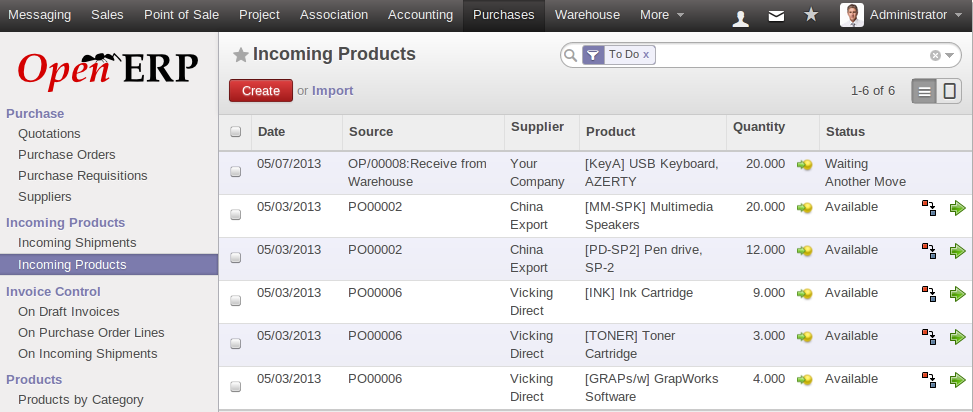 Messaging Sales Point of Sale Project Association Accounting Purchases Warehouse More Administrator
Open ERP
Purchase
Quotations
Purchase Orders
Purchase Requisitions
Suppliers
Incoming Products
Incoming Shipments
Incoming Products
Invoice Control
On Draft Invoices
On Purchase Order Lines
On Incoming Shipments
Products
Products by Category
Incoming Products
To Do x
Create or Import
1-6 of 6
Date Source Supplier Product Quantity Status
05/07/2013 OP/00008:Receive from Your [KeyA] USB Keyboard, 20.000 Waiting
Warehouse Company AZERTY Another Move
05/03/2013 PO00002 China [MM-SPK] Multimedia 20.000 Available
Export Speakers
05/03/2013 PO00002 China [PD-SP2] Pen drive, 12.000 Available
Export SP-2
05/03/2013 PO00006 Vicking [INK] Ink Cartridge 9.000 Available
Direct
05/03/2013 PO00006 Vicking [TONER] Toner 3.000 Available
Direct Cartridge
05/03/2013 PO00006 Vicking [GRAPs/w] GrapWorks 4.000 Available
Direct Software